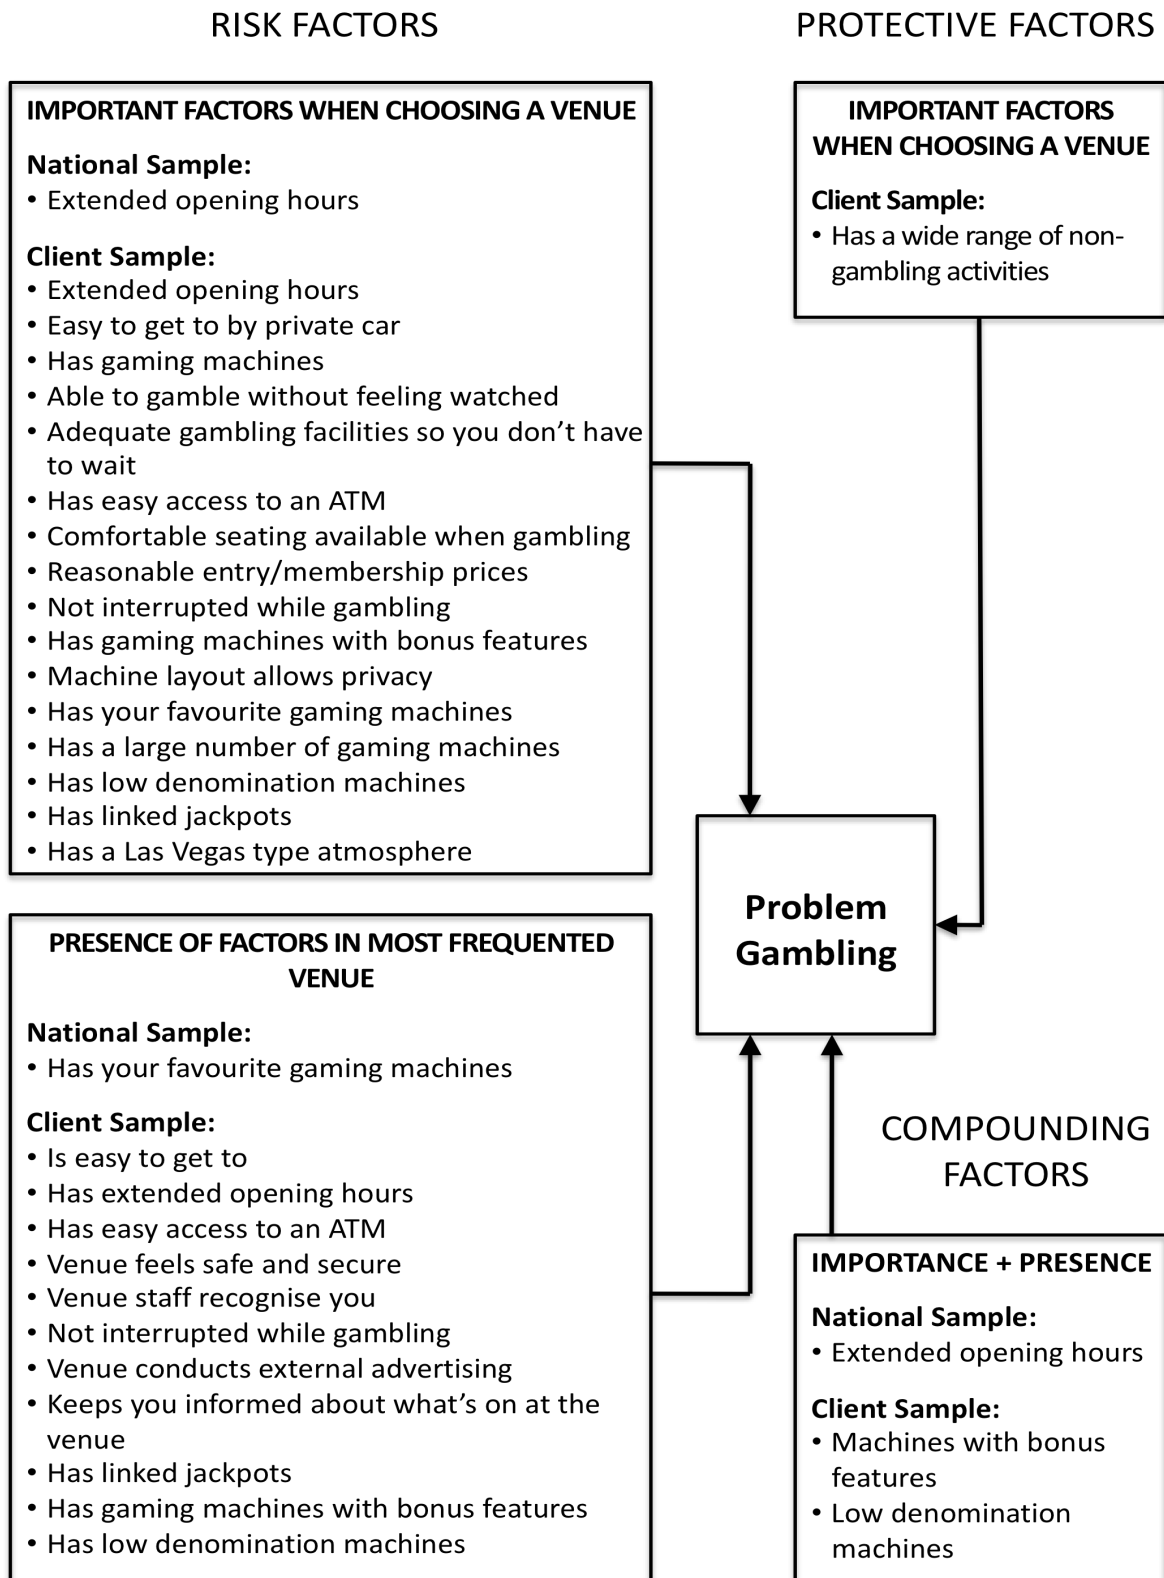 RISK FACTORS
IMPORTANT FACTORS WHEN CHOOSING A VENUE
National Sample:
• Extended opening hours
Client Sample:
• Extended opening hours
• Easy to get to by private car
• Has gaming machines
• Able to gamble without feeling watched
• Adequate gambling facilities so you don’t have
to wait
• Has easy access to an ATM
• Comfortable seating available when gambling
• Reasonable entry/membership prices
• Not interrupted while gambling
• Has gaming machines with bonus features
• Machine layout allows privacy
• Has your favourite gaming machines
• Has a large number of gaming machines
• Has low denomination machines
• Has linked jackpots
• Has a Las Vegas type atmosphere
PRESENCE OF FACTORS IN MOST FREQUENTED
VENUE
National Sample:
• Has your favourite gaming machines
Client Sample:
• Is easy to get to
• Has extended opening hours
• Has easy access to an ATM
• Venue feels safe and secure
• Venue staff recognise you
• Not interrupted while gambling
• Venue conducts external advertising
• Keeps you informed about what’s on at the
venue
• Has linked jackpots
• Has gaming machines with bonus features
• Has low denomination machines
PROTECTIVE FACTORS
IMPORTANT FACTORS
WHEN CHOOSING A VENUE
Client Sample:
• Has a wide range of non-
gambling activities
Problem
Gambling
COMPOUNDING
FACTORS
IMPORTANCE + PRESENCE
National Sample:
• Extended opening hours
Client Sample:
• Machines with bonus
features
• Low denomination
machines